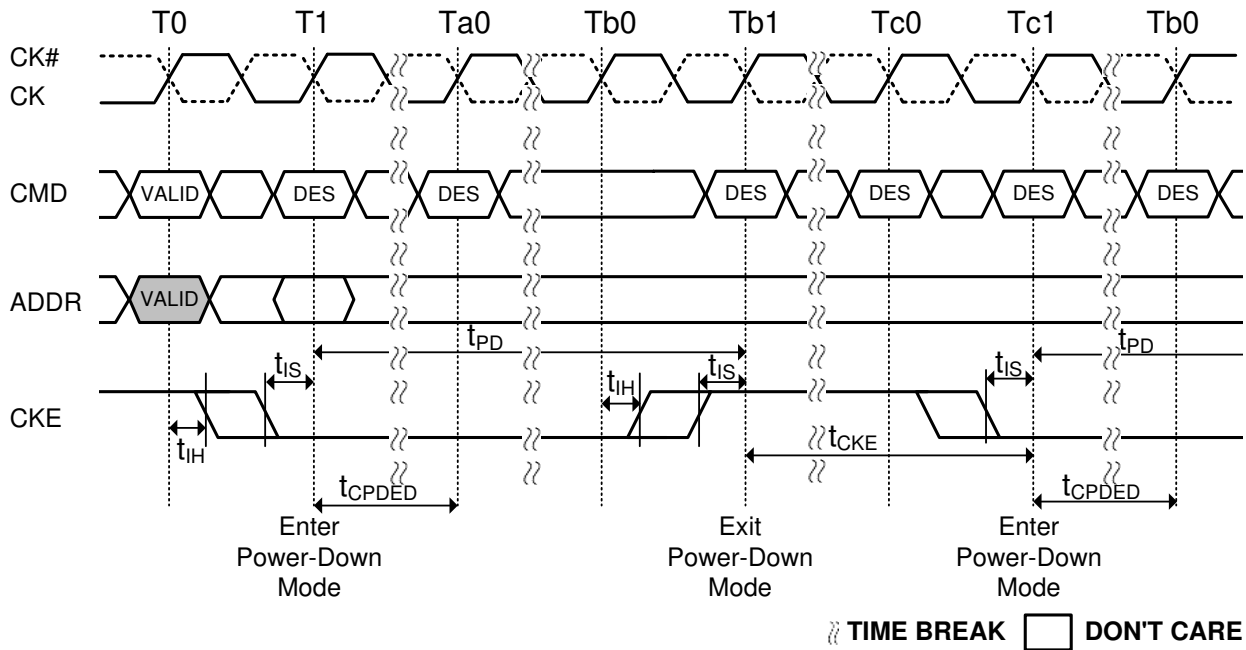 T0 T1 Ta0 Tb0 Tb1 Tc0 Tc1 Tb0
CK#
CK
CMD VALID DES DES DES DES DES DES
ADDR VALID
tPD tPD
tIS tIH tIS tIS
CKE
tIH tCKE
tCPDED tCPDED
Enter Power-Down Mode
Exit Power-Down Mode
Enter Power-Down Mode
TIME BREAK DON'T CARE